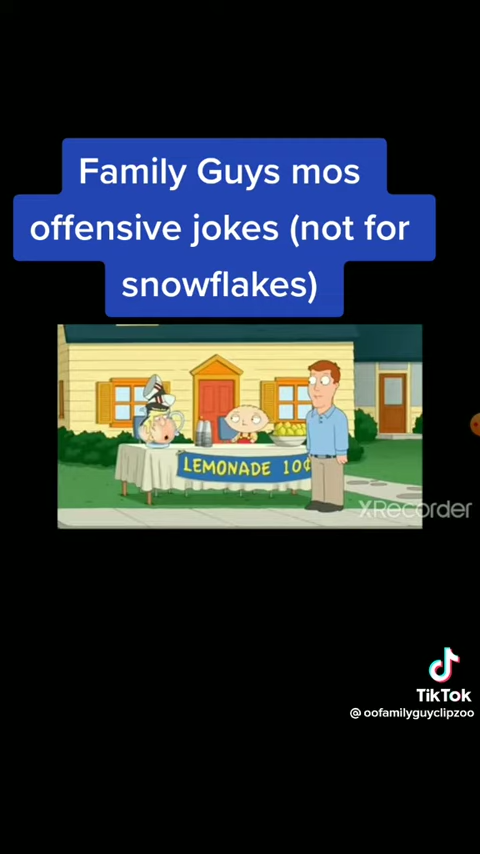 Family Guys mos
offensive jokes (not for
snowflakes)
LEMONADE 10¢
XRecorder
TikTok
@ oofamilyguyclipzoo